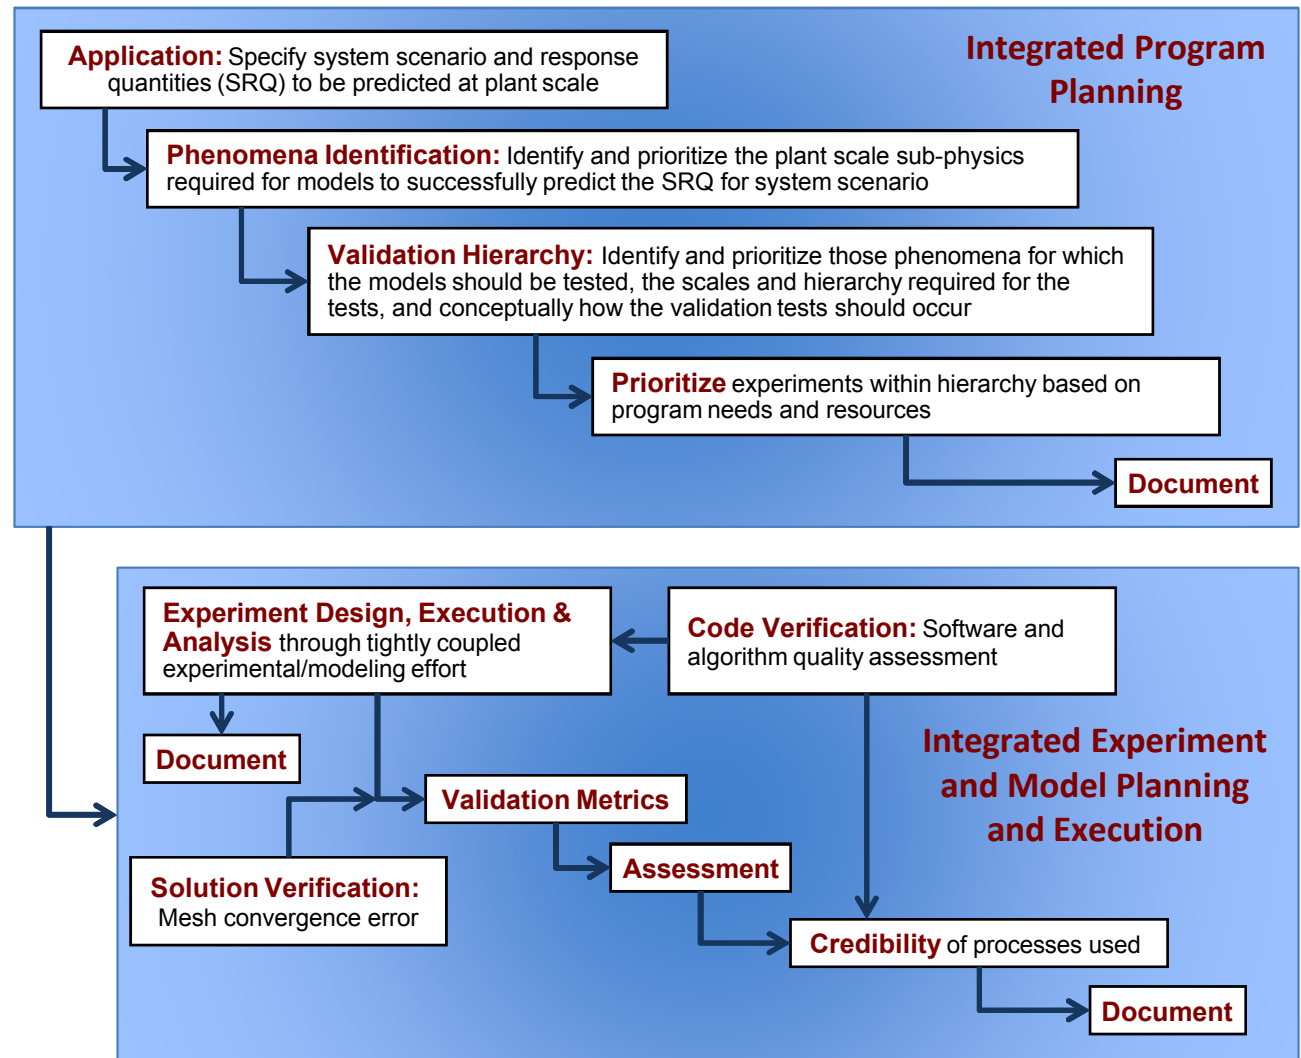 Integrated Program
Planning
Application: Specify system scenario and response
quantities (SRQ) to be predicted at plant scale
Phenomena Identification: Identify and prioritize the plant scale sub-physics
required for models to successfully predict the SRQ for system scenario
Validation Hierarchy: Identify and prioritize those phenomena for which
the models should be tested, the scales and hierarchy required for the
tests, and conceptually how the validation tests should occur
Prioritize experiments within hierarchy based on
program needs and resources
Document
Experiment Design, Execution &
Analysis through tightly coupled
experimental/modeling effort
Code Verification: Software and
algorithm quality assessment
Document
Integrated Experiment
and Model Planning
and Execution
Validation Metrics
Solution Verification:
Mesh convergence error
Assessment
Credibility of processes used
Document